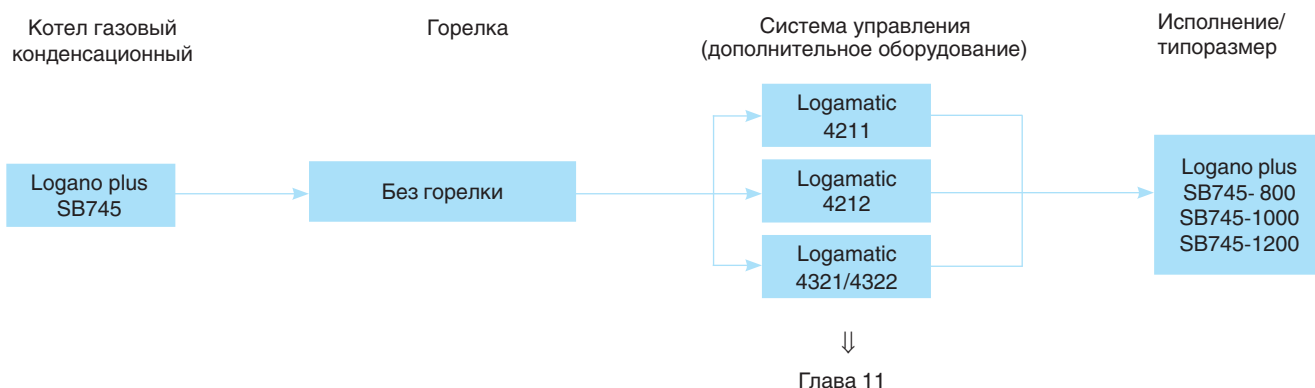 Котел газовый
конденсационный
Горелка
Система управления
(дополнительное оборудование)
Исполнение/
типоразмер
Logano plus
SB745
Без горелки
Logamatic
4211
Logamatic
4212
Logamatic
4321/4322
Logano plus
SB745- 800
SB745-1000
SB745-1200
⇓
Глава 11